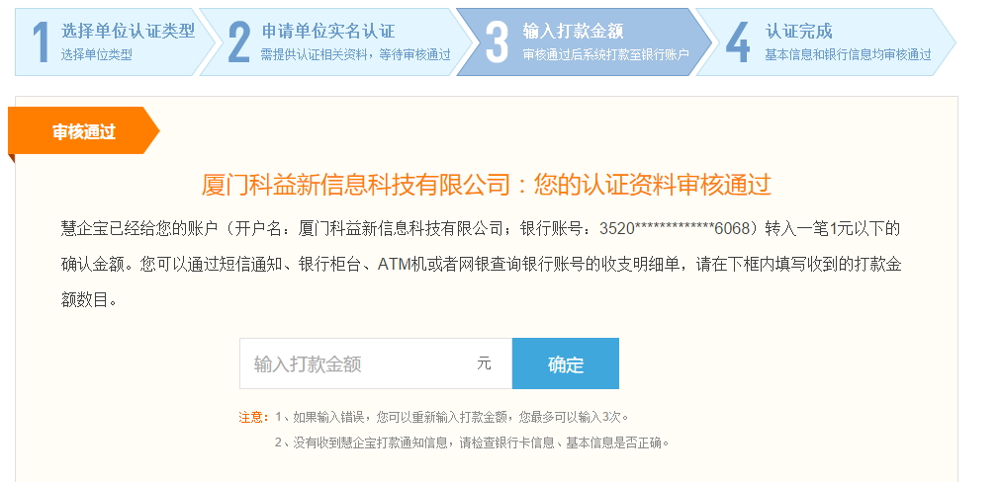 1 选择单位认证类型
选择单位类型
2 申请单位实名认证
需提供认证相关资料，等待审核通过
3 输入打款金额
审核通过后系统打款至银行账户
4 认证完成
基本信息和银行信息均审核通过
审核通过
厦门科益新信息科技有限公司：您的认证资料审核通过
慧企宝已经给您的账户（开户名：厦门科益新信息科技有限公司；银行账号：3520*************6068）转入一笔1元以下的
确认金额。您可以通过短信通知、银行柜台、ATM机或者网银查询银行账号的收支明细单，请在下框内填写收到的打款金
额数目。
输入打款金额 元 确定
注意：1、如果输入错误，您可以重新输入打款金额，您最多可以输入3次。
2、没有收到慧企宝打款通知信息，请检查银行卡信息、基本信息是否正确。